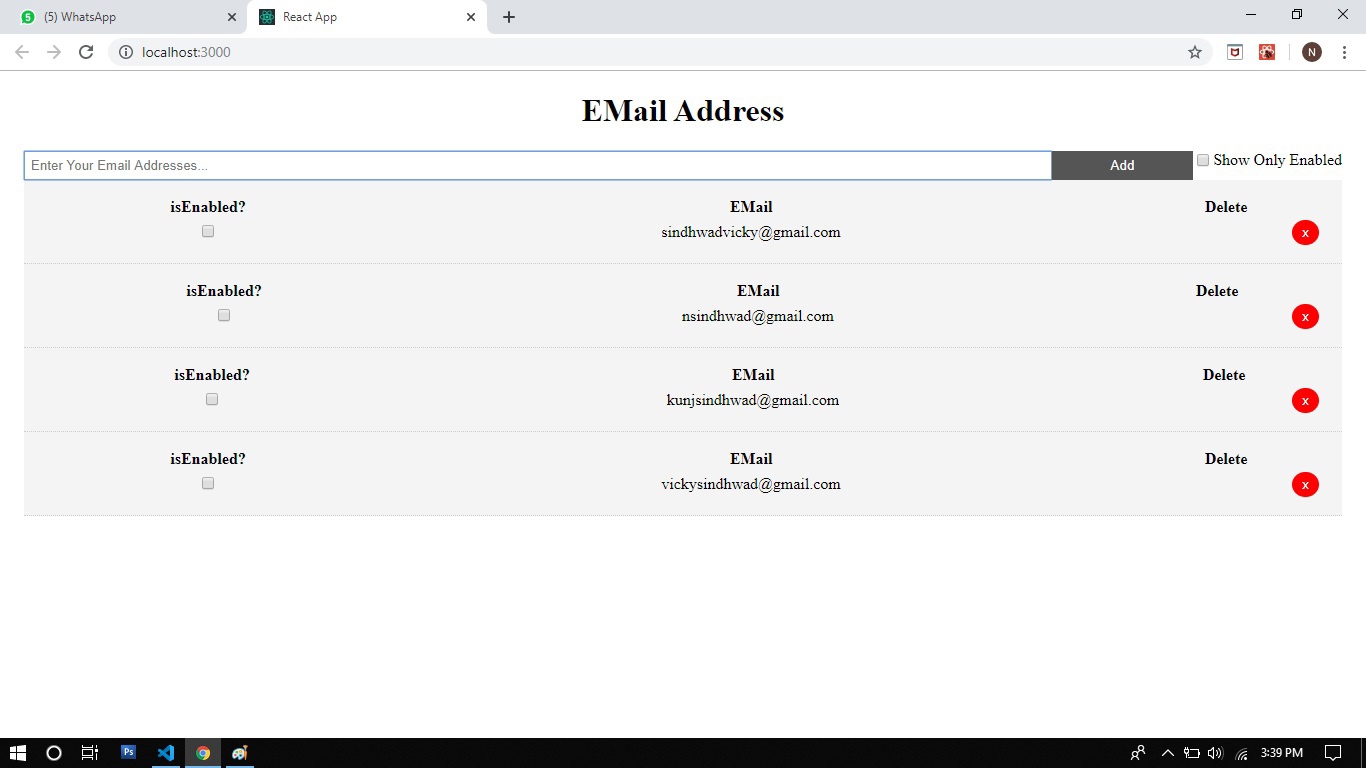 (5) WhatsApp
React App
localhost:3000
N
EMail Address
Enter Your Email Addresses...
Add
Show Only Enabled
isEnabled? EMail Delete
sindhwadvicky@gmail.com x
isEnabled? EMail Delete
nsindhwad@gmail.com x
isEnabled? EMail Delete
kunjsindhwad@gmail.com x
isEnabled? EMail Delete
vickysindhwad@gmail.com x
Ps
3:39 PM